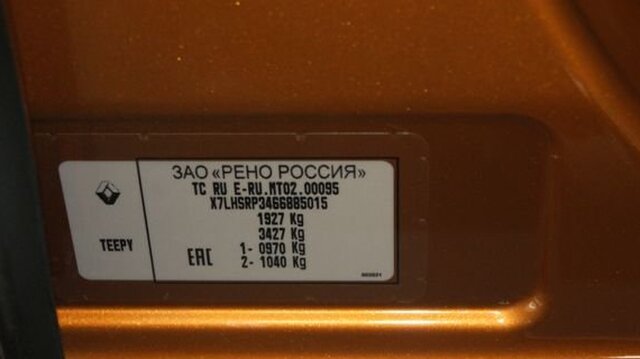 ЗАО «РЕНО РОССИЯ»
TC RU E-RU.MT02.00095
X7LHSRP3466885015
1927 Kg
3427 Kg
1- 0970 Kg
2- 1040 Kg
TEEPY
EAC